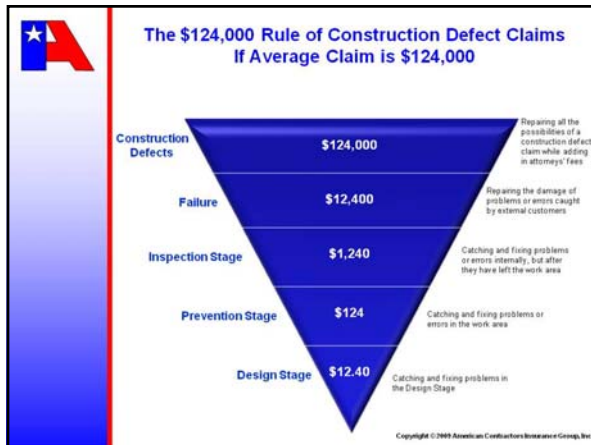 The $124,000 Rule of Construction Defect Claims
If Average Claim is $124,000
Construction
Defects
$124,000
Repairing all the
possibilities of a
construction defect
claim while adding
in attorneys' fees
Failure
$12,400
Repairing the damage of
problems or errors caught
by external customers
Inspection Stage
$1,240
Catching and fixing problems
or errors internally, but after
they have left the work area
Prevention Stage
$124
Catching and fixing problems or
errors in the work area
Design Stage
$12.40
Catching and fixing problems in
the Design Stage
Copyright ©2009 American Contractors Insurance Group, Inc